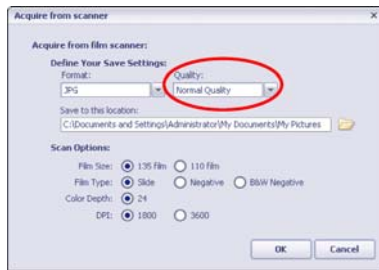 Acquire from scanner
Acquire from film scanner:
Define Your Save Settings:
Format: Quality:
JPG Normal Quality
Save to this location:
C:\Documents and Settings\Administrator\My Documents\My Pictures
Scan Options:
Film Size: 135 film 110 film
Film Type: Slide Negative B&W Negative
Color Depth: 24
DPI: 1800 3600
OK Cancel